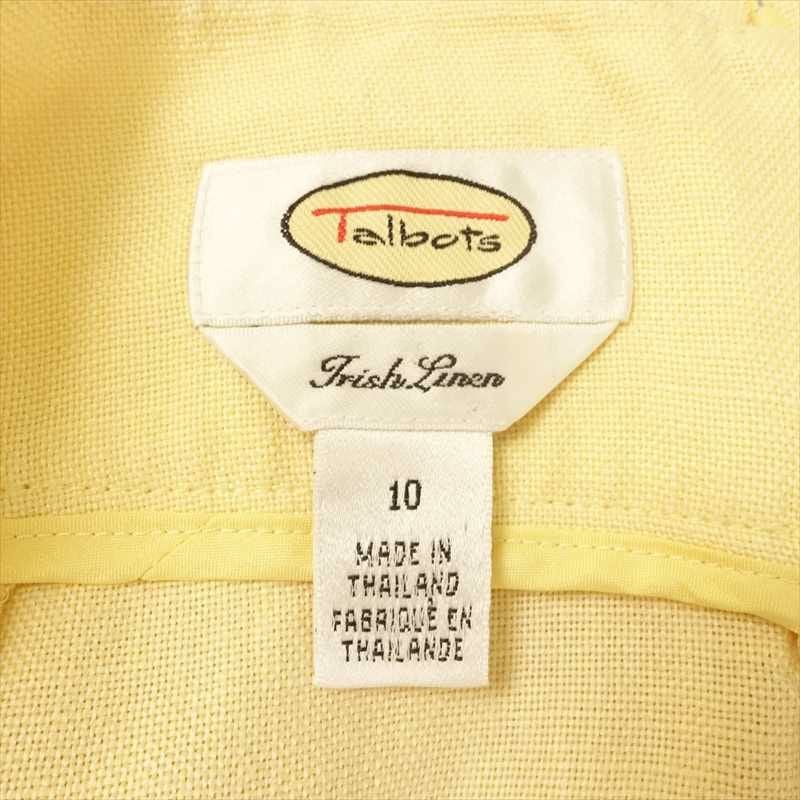 Talbots
Irish Linen
10
MADE IN
THAILAND
FABRIQUÉ EN
THAILANDE